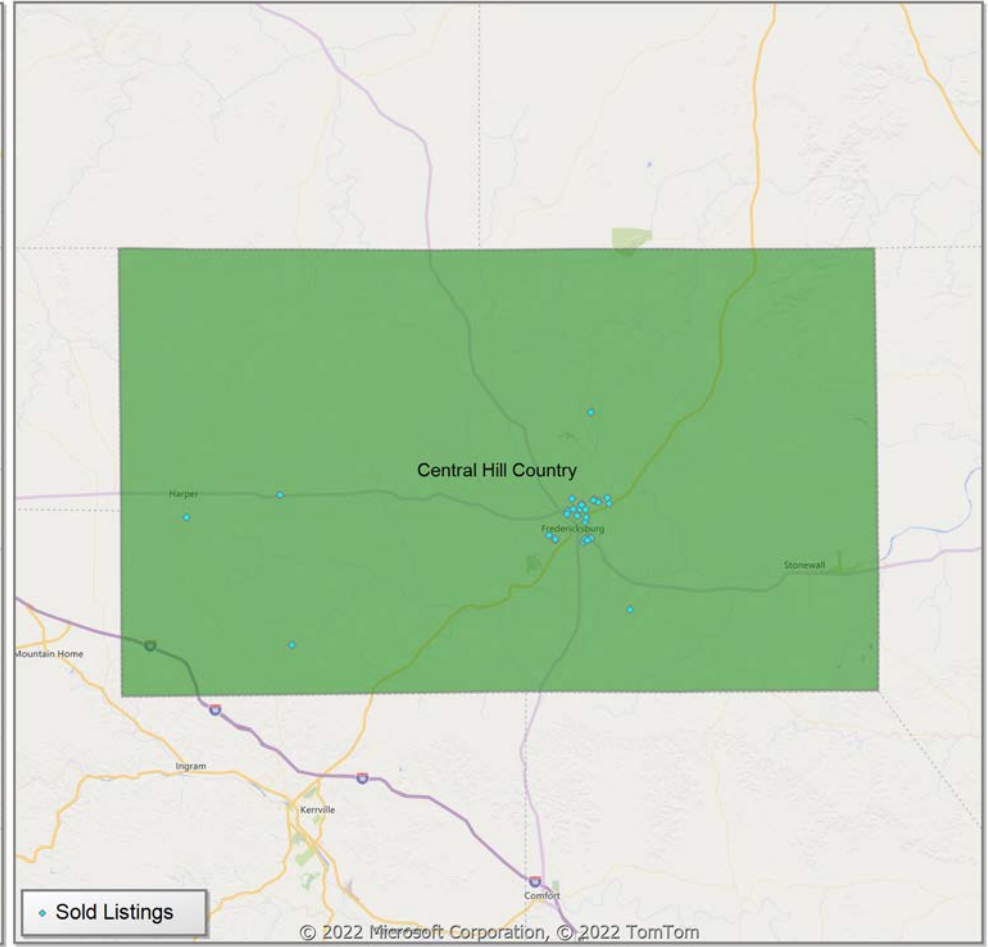 Central Hill Country
Harper
Fredericksburg
Stonewall
Mountain Home
Ingram
Kerrville
Comfort
Sold Listings
© 2022 Microsoft Corporation, © 2022 TomTom